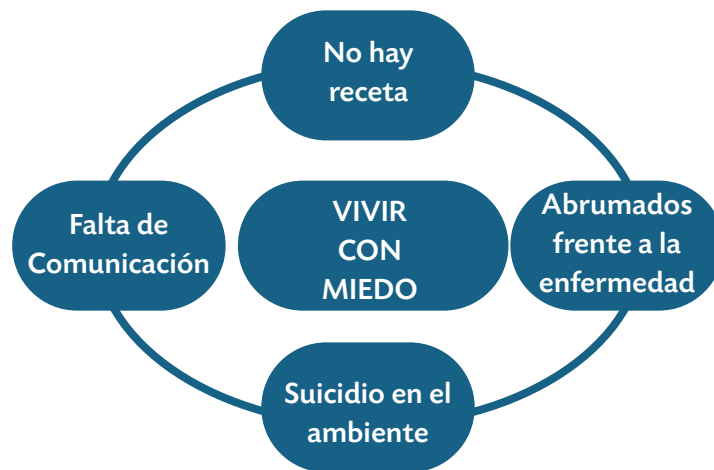 No hay
receta
Falta de
Comunicación
VIVIR
CON
MIEDO
Abrumados
frente a la
enfermedad
Suicidio en el
ambiente